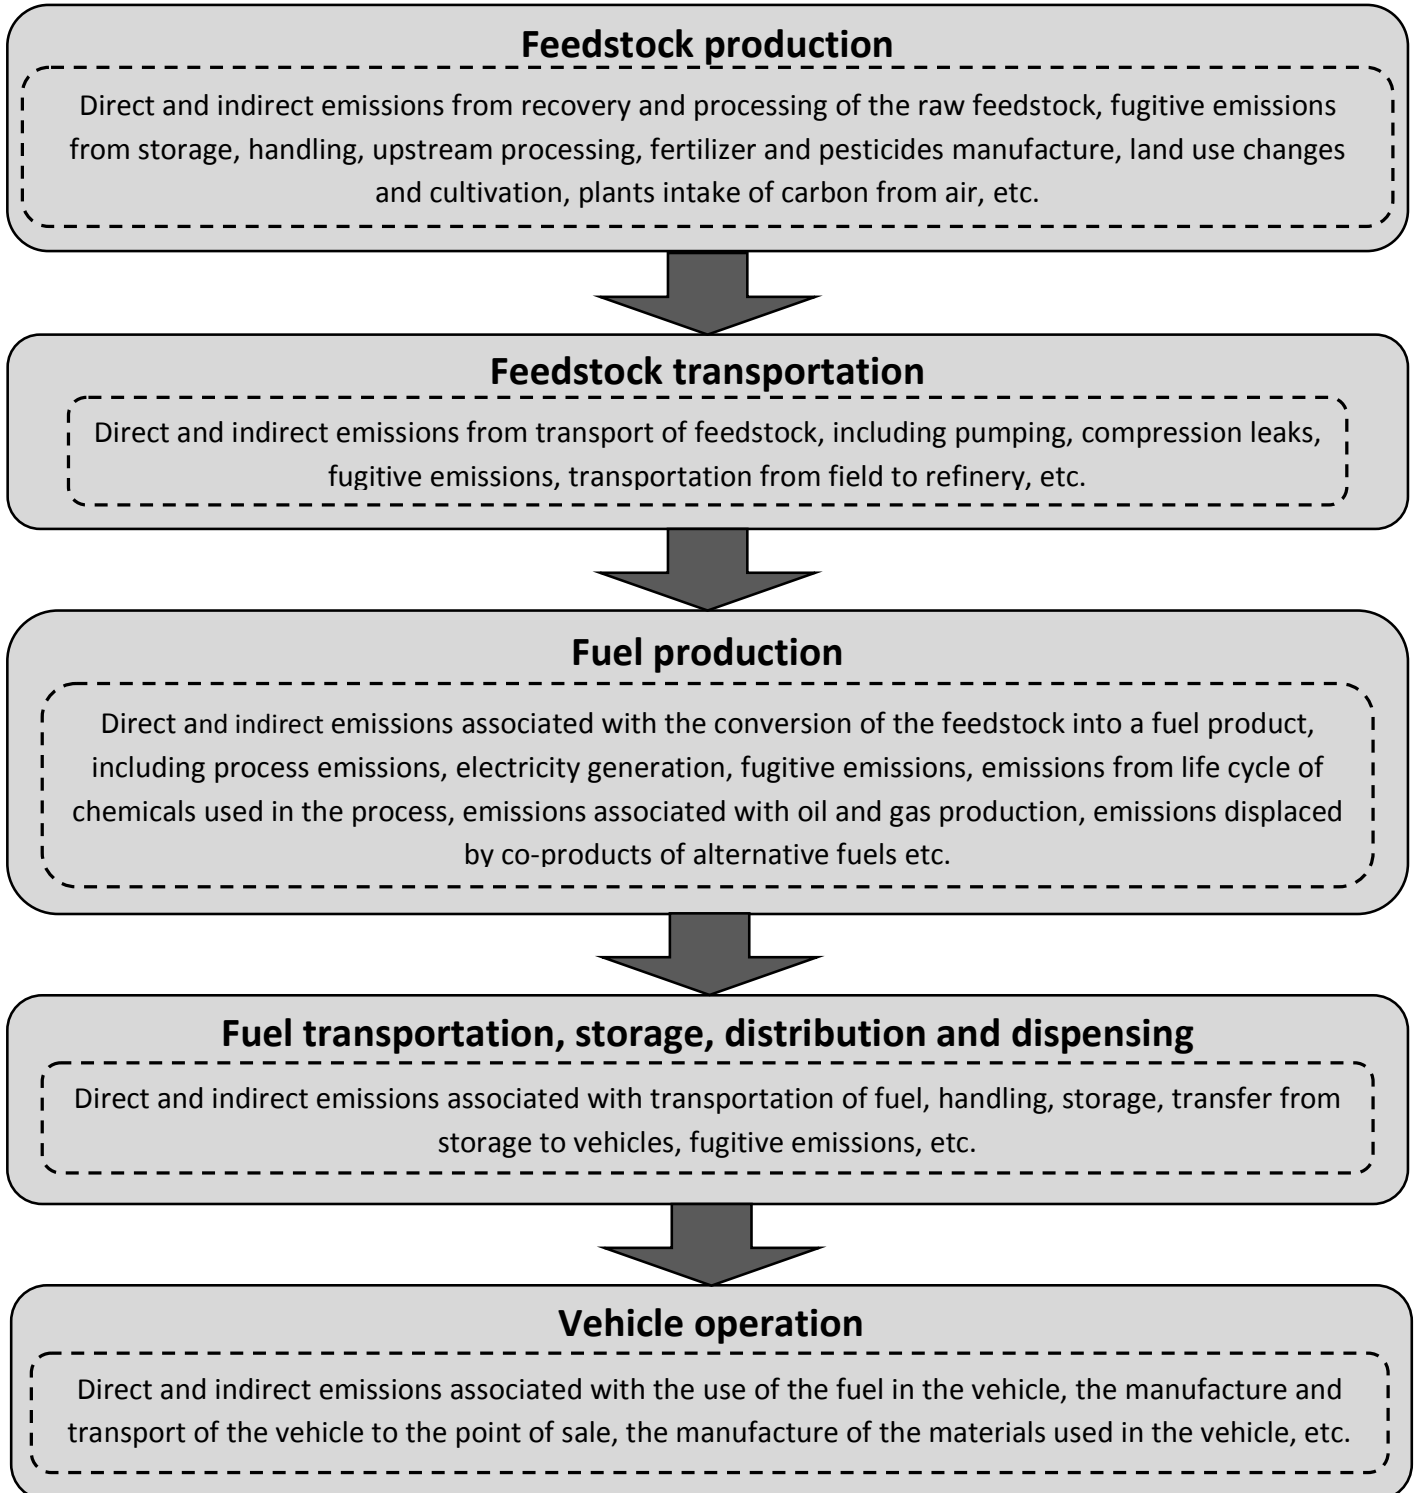 Feedstock production
Direct and indirect emissions from recovery and processing of the raw feedstock, fugitive emissions
from storage, handling, upstream processing, fertilizer and pesticides manufacture, land use changes
and cultivation, plants intake of carbon from air, etc.
Feedstock transportation
Direct and indirect emissions from transport of feedstock, including pumping, compression leaks,
fugitive emissions, transportation from field to refinery, etc.
Fuel production
Direct and indirect emissions associated with the conversion of the feedstock into a fuel product,
including process emissions, electricity generation, fugitive emissions, emissions from life cycle of
chemicals used in the process, emissions associated with oil and gas production, emissions displaced
by co-products of alternative fuels etc.
Fuel transportation, storage, distribution and dispensing
Direct and indirect emissions associated with transportation of fuel, handling, storage, transfer from
storage to vehicles, fugitive emissions, etc.
Vehicle operation
Direct and indirect emissions associated with the use of the fuel in the vehicle, the manufacture and
transport of the vehicle to the point of sale, the manufacture of the materials used in the vehicle, etc.